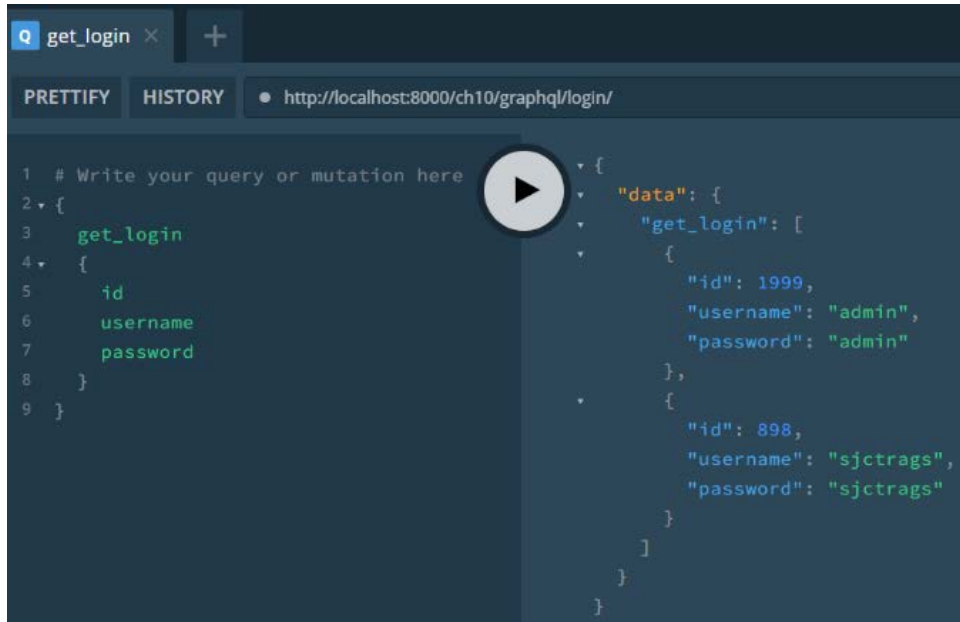 Q get_login × +
PRETTIFY HISTORY ● http://localhost:8000/ch10/graphql/login/
1 # Write your query or mutation here
2 ▾ {
3 get_login
4 ▾ {
5 id
6 username
7 password
8 }
9 }
▾ {
▾ "data": {
▾ "get_login": [
▾ {
"id": 1999,
"username": "admin",
"password": "admin"
},
▾ {
"id": 898,
"username": "sjctrags",
"password": "sjctrags"
}
]
}
}